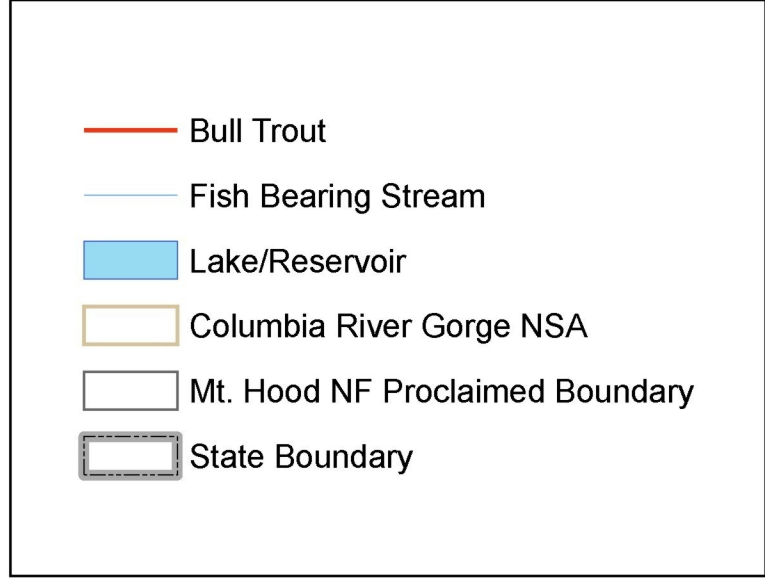 Bull Trout
Fish Bearing Stream
Lake/Reservoir
Columbia River Gorge NSA
Mt. Hood NF Proclaimed Boundary
State Boundary